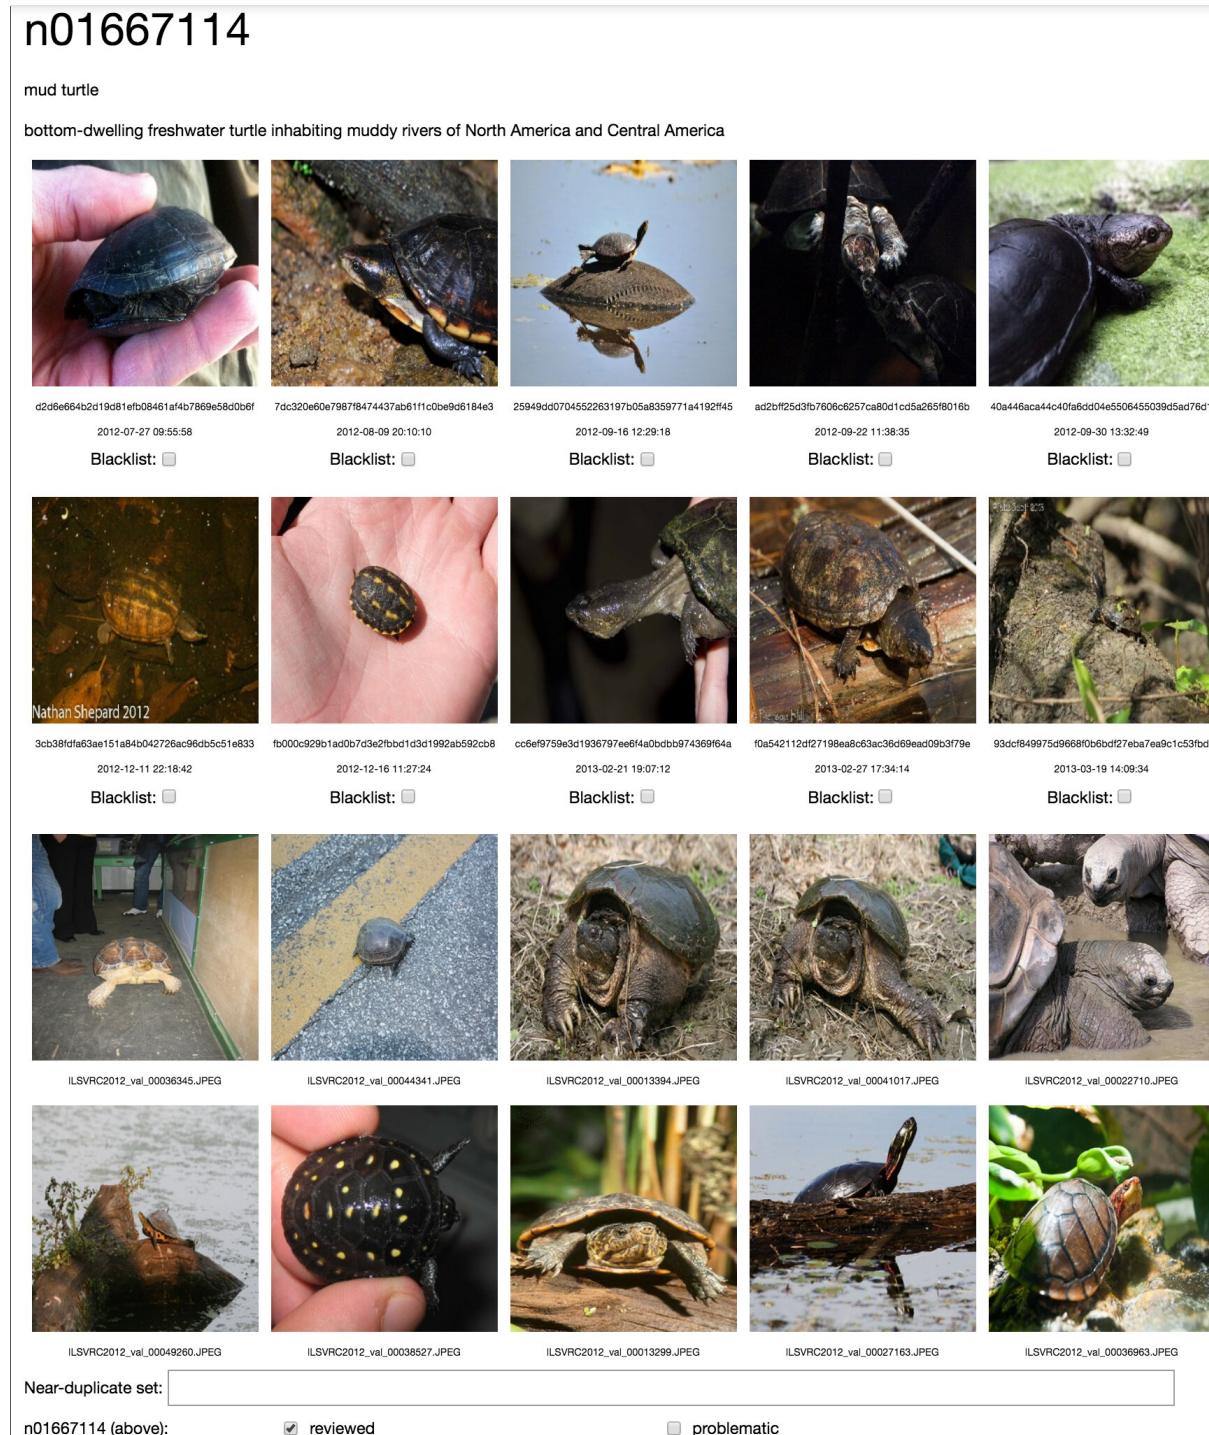 n01667114
mud turtle
bottom-dwelling freshwater turtle inhabiting muddy rivers of North America and Central America
d2d6e664b2d19d81efb08461af4b7869e58d0b6f 7dc320e60e7987f8474437ab61f1c0be9d6184e3 25949dd0704552263197b05a8359771a4192ff45 ad2bff25d3fb7606c6257ca80d1cd5a265f8016b 40a446aca44c40fa6dd04e5506455039d5ad76d1
2012-07-27 09:55:58 2012-08-09 20:10:10 2012-09-16 12:29:18 2012-09-22 11:38:35 2012-09-30 13:32:49
Blacklist: Blacklist: Blacklist: Blacklist: Blacklist:
Nathan Shepard 2012
3cb38fdfa63ae151a84b042726ac96db5c51e833 fb000c929b1ad0b7d3e2fbbd1d3d1992ab592cb8 cc6ef9759e3d1936797ee6f4a0bdbb974369f64a f0a542112df27198ea8c63ac36d69ead09b3f79e 93dcf849975d9668f0b6bdf27eba7ea9c1c53fbd
2012-12-11 22:18:42 2012-12-16 11:27:24 2013-02-21 19:07:12 2013-02-27 17:34:14 2013-03-19 14:09:34
Blacklist: Blacklist: Blacklist: Blacklist: Blacklist:
ILSVRC2012_val_00036345.JPEG ILSVRC2012_val_00044341.JPEG ILSVRC2012_val_00013394.JPEG ILSVRC2012_val_00041017.JPEG ILSVRC2012_val_00022710.JPEG
ILSVRC2012_val_00049260.JPEG ILSVRC2012_val_00038527.JPEG ILSVRC2012_val_00013299.JPEG ILSVRC2012_val_00027163.JPEG ILSVRC2012_val_00036963.JPEG
Near-duplicate set:
n01667114 (above): reviewed problematic